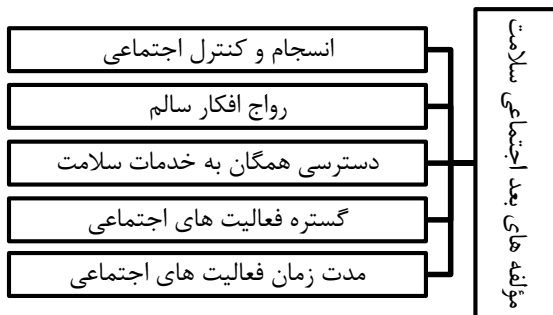 مؤلفه های بعد اجتماعی سلامت
انسجام و کنترل اجتماعی
رواج افکار سالم
دسترسی همگان به خدمات سلامت
گستره فعالیت های اجتماعی
مدت زمان فعالیت های اجتماعی